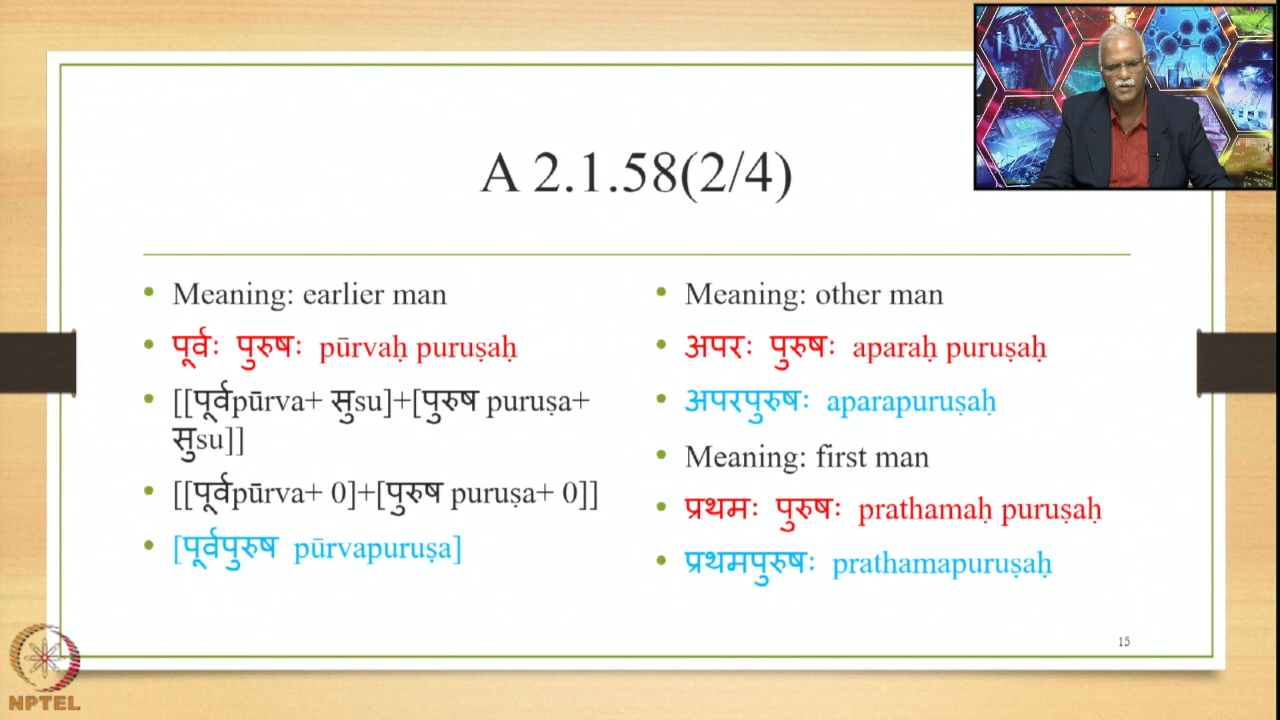 A 2.1.58(2/4)
Meaning: earlier man
पूर्वः पुरुषः pūrvaḥ puruṣaḥ
[[पूर्वpūrva+ सुsu]+[पुरुष puruṣa+
सुsu]]
[[पूर्वpūrva+ 0]+[पुरुष puruṣa+ 0]]
[पूर्वपुरुष pūrvapuruṣa]
Meaning: other man
अपरः पुरुषः aparaḥ puruṣaḥ
अपरपुरुषः aparapuruṣaḥ
Meaning: first man
प्रथमः पुरुषः prathamaḥ puruṣaḥ
प्रथमपुरुषः prathamapuruṣaḥ
15
NPTEL